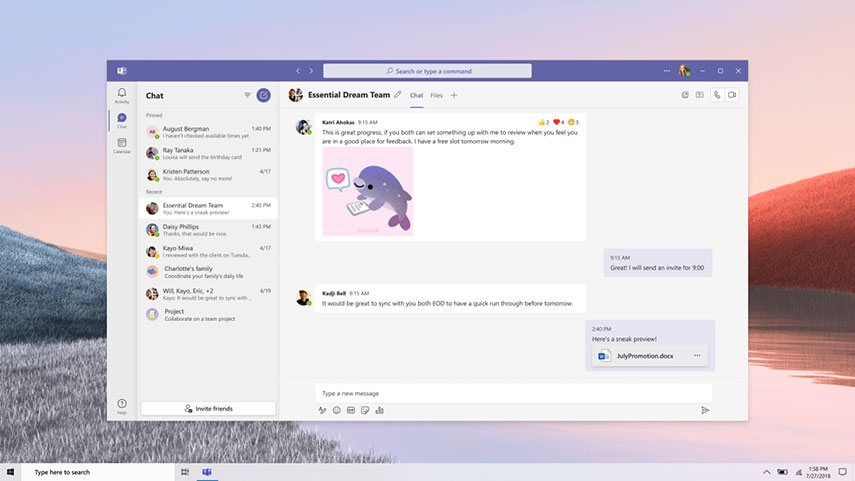 Search or type a command
Activity
Chat
Calendar
Help
Chat
Pinned
August Bergman 1:40 PM
I haven't checked available times yet
Ray Tanaka 1:21 PM
Louisa will send the birthday card
Kristen Patterson 4/17
You: Absolutely, say no more!
Recent
Essential Dream Team 2:40 PM
You: Here's a sneak preview!
Daisy Phillips 1:43 PM
Thanks, that would be nice.
Kayo Miwa 4/17
I reviewed with the client on Tuesda...
Charlotte's family
Coordinate your family's daily life
Will, Kayo, Eric, +2 4/19
Kayo: It would be great to sync with ...
Project
Collaborate on a team project
Invite friends
Essential Dream Team Chat Files
Katri Ahokas 9:15 AM 2 4 3
This is great progress, if you both can set something up with me to review when you feel you
are in a good place for feedback. I have a free slot tomorrow morning.
9:15 AM
Great! I will send an invite for 9:00
Kadji Bell 9:15 AM
It would be great to sync with you both EOD to have a quick run through before tomorrow.
2:40 PM
Here's a sneak preview!
JulyPromotion.docx
Type a new message
Type here to search
1:58 PM
7/27/2016